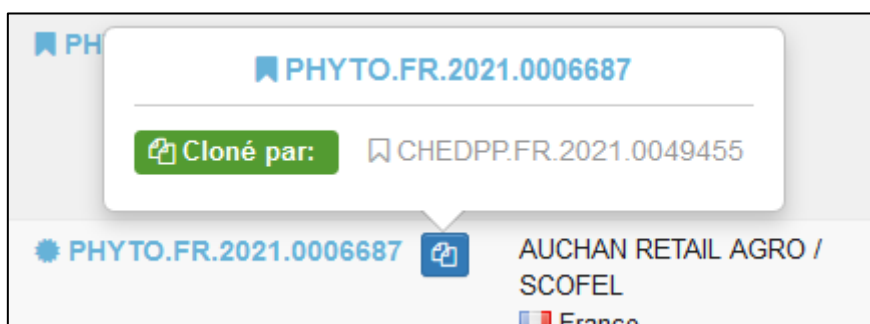 PH
PHYTO.FR.2021.0006687
Cloné par: CHEDPP.FR.2021.0049455
PHYTO.FR.2021.0006687 AUCHAN RETAIL AGRO /
SCOFEL
France